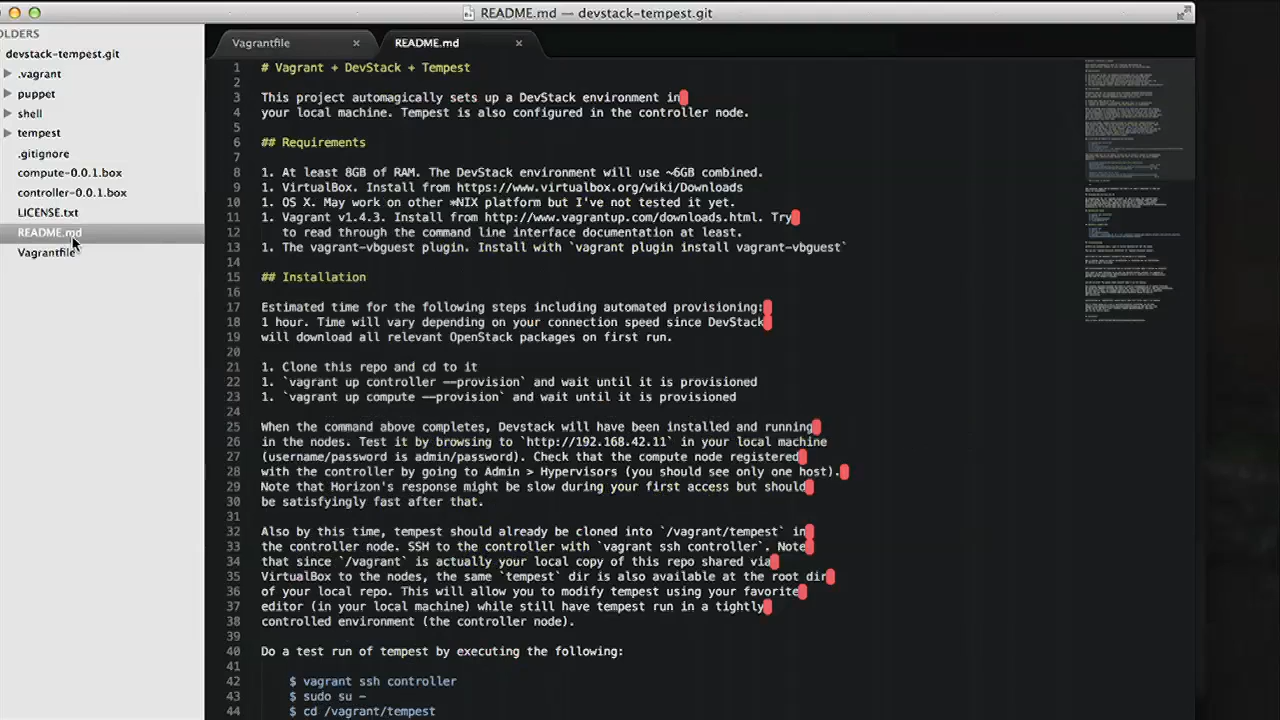 README.md — devstack-tempest.git
OLDERS
devstack-tempest.git
.vagrant
puppet
shell
tempest
.gitignore
compute-0.0.1.box
controller-0.0.1.box
LICENSE.txt
README.md
Vagrantfile
Vagrantfile ×
README.md ×
1 # Vagrant + DevStack + Tempest
2
3 This project automagically sets up a DevStack environment in
4 your local machine. Tempest is also configured in the controller node.
5
6 ## Requirements
7
8 1. At least 8GB of RAM. The DevStack environment will use ~6GB combined.
9 1. VirtualBox. Install from https://www.virtualbox.org/wiki/Downloads
10 1. OS X. May work other *NIX platform but I've not tested it yet.
11 1. Vagrant v1.4.3. Install from http://www.vagrantup.com/downloads.html. Try
12 to read through the command line interface documentation at least.
13 1. The vagrant-vbguest plugin. Install with `vagrant plugin install vagrant-vbguest`
14
15 ## Installation
16
17 Estimated time for the following steps including automated provisioning:
18 1 hour. Time will vary depending on your connection speed since DevStack
19 will download all relevant OpenStack packages on first run.
20
21 1. Clone this repo and cd to it
22 1. `vagrant up controller --provision` and wait until it is provisioned
23 1. `vagrant up compute --provision` and wait until it is provisioned
24
25 When the command above completes, Devstack will have been installed and running
26 in the nodes. Test it by browsing to `http://192.168.42.11` in your local machine
27 (username/password is admin/password). Check that the compute node registered
28 with the controller by going to Admin > Hypervisors (you should see only one host).
29 Note that Horizon's response might be slow during your first access but should
30 be satisfyingly fast after that.
31
32 Also by this time, tempest should already be cloned into `/vagrant/tempest` in
33 the controller node. SSH to the controller with `vagrant ssh controller`. Note
34 that since `/vagrant` is actually your local copy of this repo shared via
35 VirtualBox to the nodes, the same `tempest` dir is also available at the root dir
36 of your local repo. This will allow you to modify tempest using your favorite
37 editor (in your local machine) while still have tempest run in a tightly
38 controlled environment (the controller node).
39
40 Do a test run of tempest by executing the following:
41
42 $ vagrant ssh controller
43 $ sudo su -
44 $ cd /vagrant/tempest